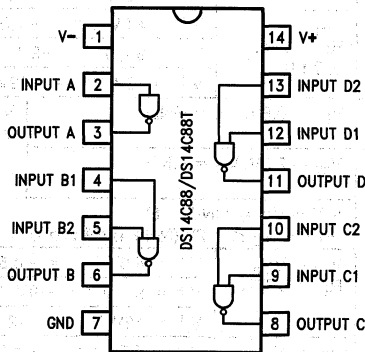 V- 1
INPUT A 2
OUTPUT A 3
INPUT B1 4
INPUT B2 5
OUTPUT B 6
GND 7
DS14C88/DS14C88T
14 V+
13 INPUT D2
12 INPUT D1
11 OUTPUT D
10 INPUT C2
9 INPUT C1
8 OUTPUT C